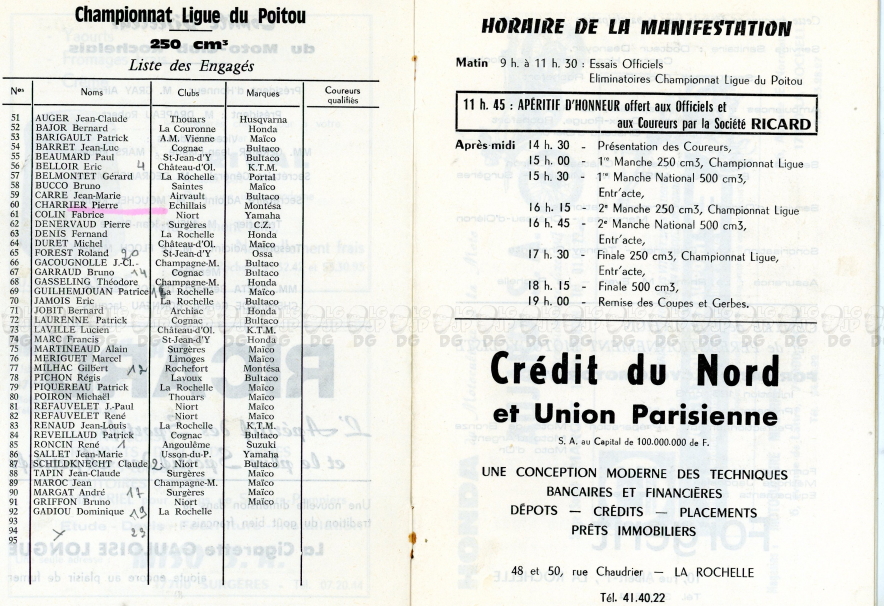 Championnat Ligue du Poitou
250 cm³
Liste des Engagés
Nos Noms Clubs Marques Coureurs qualifiés
51 AUGER Jean-Claude Thouars Husqvarna
52 BAJOR Bernard La Couronne Honda
53 BARIGAULT Patrick A.M. Vienne Maïco
54 BARRET Jean-Luc Cognac Bultaco
55 BEAUMARD Paul St-Jean-d'Y Bultaco
56 BELLOIR Eric 4 Château-d'Ol. K.T.M.
57 BELMONTET Gérard La Rochelle Portal
58 BUCCO Bruno Saintes Maïco
59 CARRE Jean-Marie Airvault Bultaco
60 CHARRIER Pierre Echillais Montésa
61 COLIN Fabrice Niort Yamaha
62 DENERVAUD Pierre Surgères C.Z.
63 DENIS Fernand La Rochelle Honda
64 DURET Michel Château-d'Ol. Maïco
65 FOREST Roland 20 St-Jean-d'Y Ossa
66 GACOUGNOLLE J.-Cl. Champagne-M. Bultaco
67 GARRAUD Bruno 14 Cognac Bultaco
68 GASSELING Théodore Champagne-M. Honda
69 GUILHEMJOUAN Patrice La Rochelle Maïco
70 JAMOIS Eric La Rochelle Bultaco
71 JOBIT Bernard Archiac Honda
72 LAURENNE Patrick Cognac Bultaco
73 LAVILLE Lucien Château-d'Ol. K.T.M.
74 MARC Francis St-Jean-d'Y Honda
75 MARTINEAUD Alain Surgères Maïco
76 MERIGUET Marcel Limoges Maïco
77 MILHAC Gilbert 12 Rochefort Montésa
78 PICHON Régis Lavoux Bultaco
79 PIQUEREAU Patrick La Rochelle Maïco
80 POIRON Michaël Thouars Maïco
81 REFAUVELET J.-Paul Niort Maïco
82 REFAUVELET René Niort Maïco
83 RENAUD Jean-Louis La Rochelle K.T.M.
84 REVEILLAUD Patrick Cognac Bultaco
85 RONCIN René 1 Angoulême Suzuki
86 SALLET Jean-Marie Usson-du-P. Yamaha
87 SCHILDKNECHT Claude 2 Niort Bultaco
88 TAPIN Jean-Claude Surgères Maïco
89 MAROC Jean Champagne-M. Maïco
90 MARGAT André 17 Surgères Maïco
91 GRIFFON Bruno Niort Maïco
92 GADIOU Dominique 19 La Rochelle
93
94 23
95
HORAIRE DE LA MANIFESTATION
Matin 9 h. à 11 h. 30 : Essais Officiels
Eliminatoires Championnat Ligue du Poitou
11 h. 45 : APÉRITIF D'HONNEUR offert aux Officiels et
aux Coureurs par la Société RICARD
Après-midi 14 h. 30 - Présentation des Coureurs,
15 h. 00 - 1re Manche 250 cm3, Championnat Ligue
15 h. 30 - 1re Manche National 500 cm3,
Entr'acte,
16 h. 15 - 2e Manche 250 cm3, Championnat Ligue
16 h. 45 - 2e Manche National 500 cm3,
Entr'acte,
17 h. 30 - Finale 250 cm3, Championnat Ligue,
Entr'acte,
18 h. 15 - Finale 500 cm3,
19 h. 00 - Remise des Coupes et Gerbes.
Crédit du Nord
et Union Parisienne
S. A. au Capital de 100.000.000 de F.
UNE CONCEPTION MODERNE DES TECHNIQUES
BANCAIRES ET FINANCIÈRES
DÉPOTS — CRÉDITS — PLACEMENTS
PRÊTS IMMOBILIERS
48 et 50, rue Chaudrier — LA ROCHELLE
Tél. 41.40.22